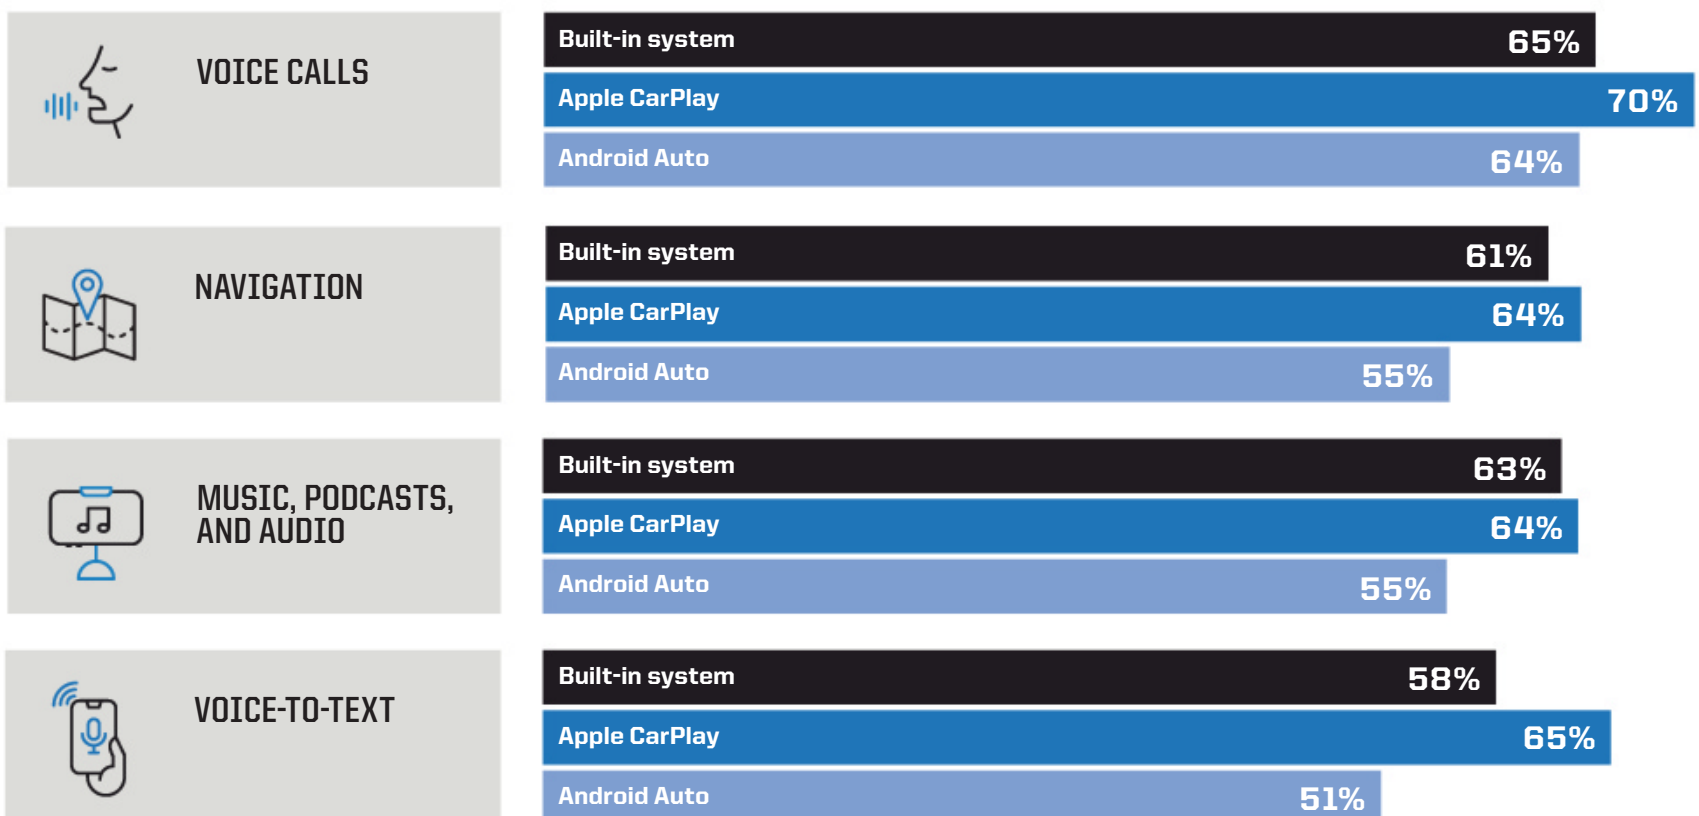 VOICE CALLS
Built-in system 65%
Apple CarPlay 70%
Android Auto 64%
NAVIGATION
Built-in system 61%
Apple CarPlay 64%
Android Auto 55%
MUSIC, PODCASTS,
AND AUDIO
Built-in system 63%
Apple CarPlay 64%
Android Auto 55%
VOICE-TO-TEXT
Built-in system 58%
Apple CarPlay 65%
Android Auto 51%